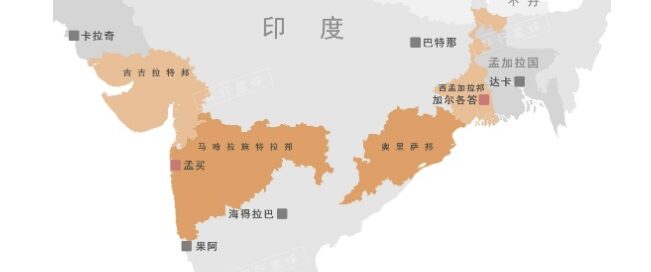 不丹
印度
卡拉奇
巴特那
孟加拉国
古吉拉特邦
达卡
西孟加拉邦
加尔各答
马哈拉施特拉邦
奥里萨邦
孟买
海得拉巴
果阿